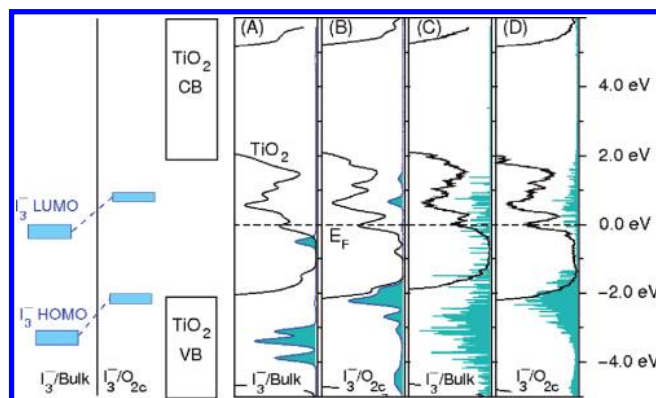 (A) (B) (C) (D)
TiO2
CB
4.0 eV
TiO2
2.0 eV
I3− LUMO
0.0 eV
EF
I3− HOMO
−2.0 eV
TiO2
VB
−4.0 eV
I3−/Bulk I3−/O2c I3−/Bulk I3−/O2c I3−/Bulk I3−/O2c